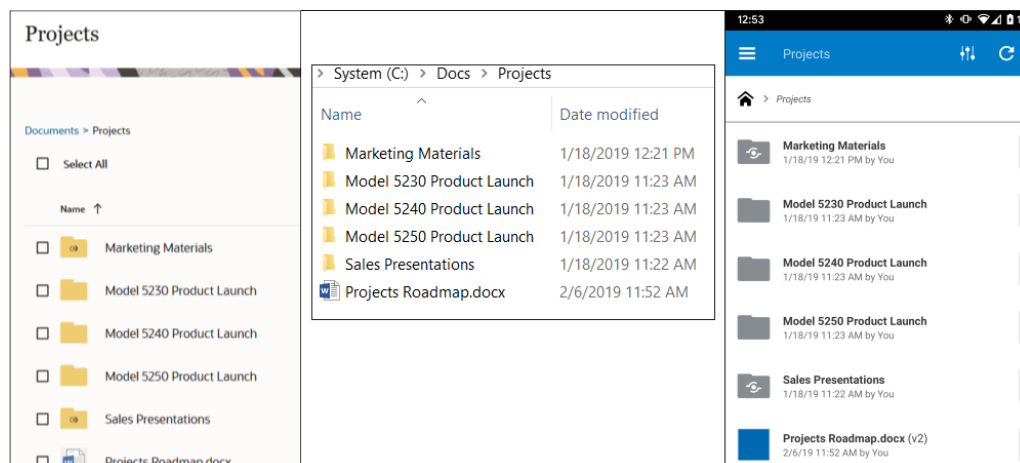 Projects
Documents > Projects
Select All
Name ↑
Marketing Materials
Model 5230 Product Launch
Model 5240 Product Launch
Model 5250 Product Launch
Sales Presentations
Projects Roadmap.docx
> System (C:) > Docs > Projects
Name Date modified
Marketing Materials 1/18/2019 12:21 PM
Model 5230 Product Launch 1/18/2019 11:23 AM
Model 5240 Product Launch 1/18/2019 11:23 AM
Model 5250 Product Launch 1/18/2019 11:23 AM
Sales Presentations 1/18/2019 11:22 AM
Projects Roadmap.docx 2/6/2019 11:52 AM
12:53
Projects
> Projects
Marketing Materials
1/18/19 12:21 PM by You
Model 5230 Product Launch
1/18/19 11:23 AM by You
Model 5240 Product Launch
1/18/19 11:23 AM by You
Model 5250 Product Launch
1/18/19 11:23 AM by You
Sales Presentations
1/18/19 11:22 AM by You
Projects Roadmap.docx (v2)
2/6/19 11:52 AM by You